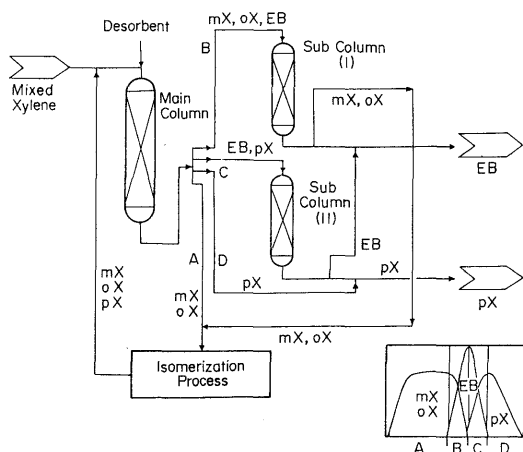 mX, oX, EB
Desorbent
B
Sub Column
(I)
Mixed
Xylene
Main
Column
mX, oX
EB
EB, pX
C
Sub
Column
(II)
EB
A
D
pX
pX
pX
mX
oX
pX
mX
oX
mX, oX
Isomerization
Process
mX
oX
EB
pX
A
B
C
D